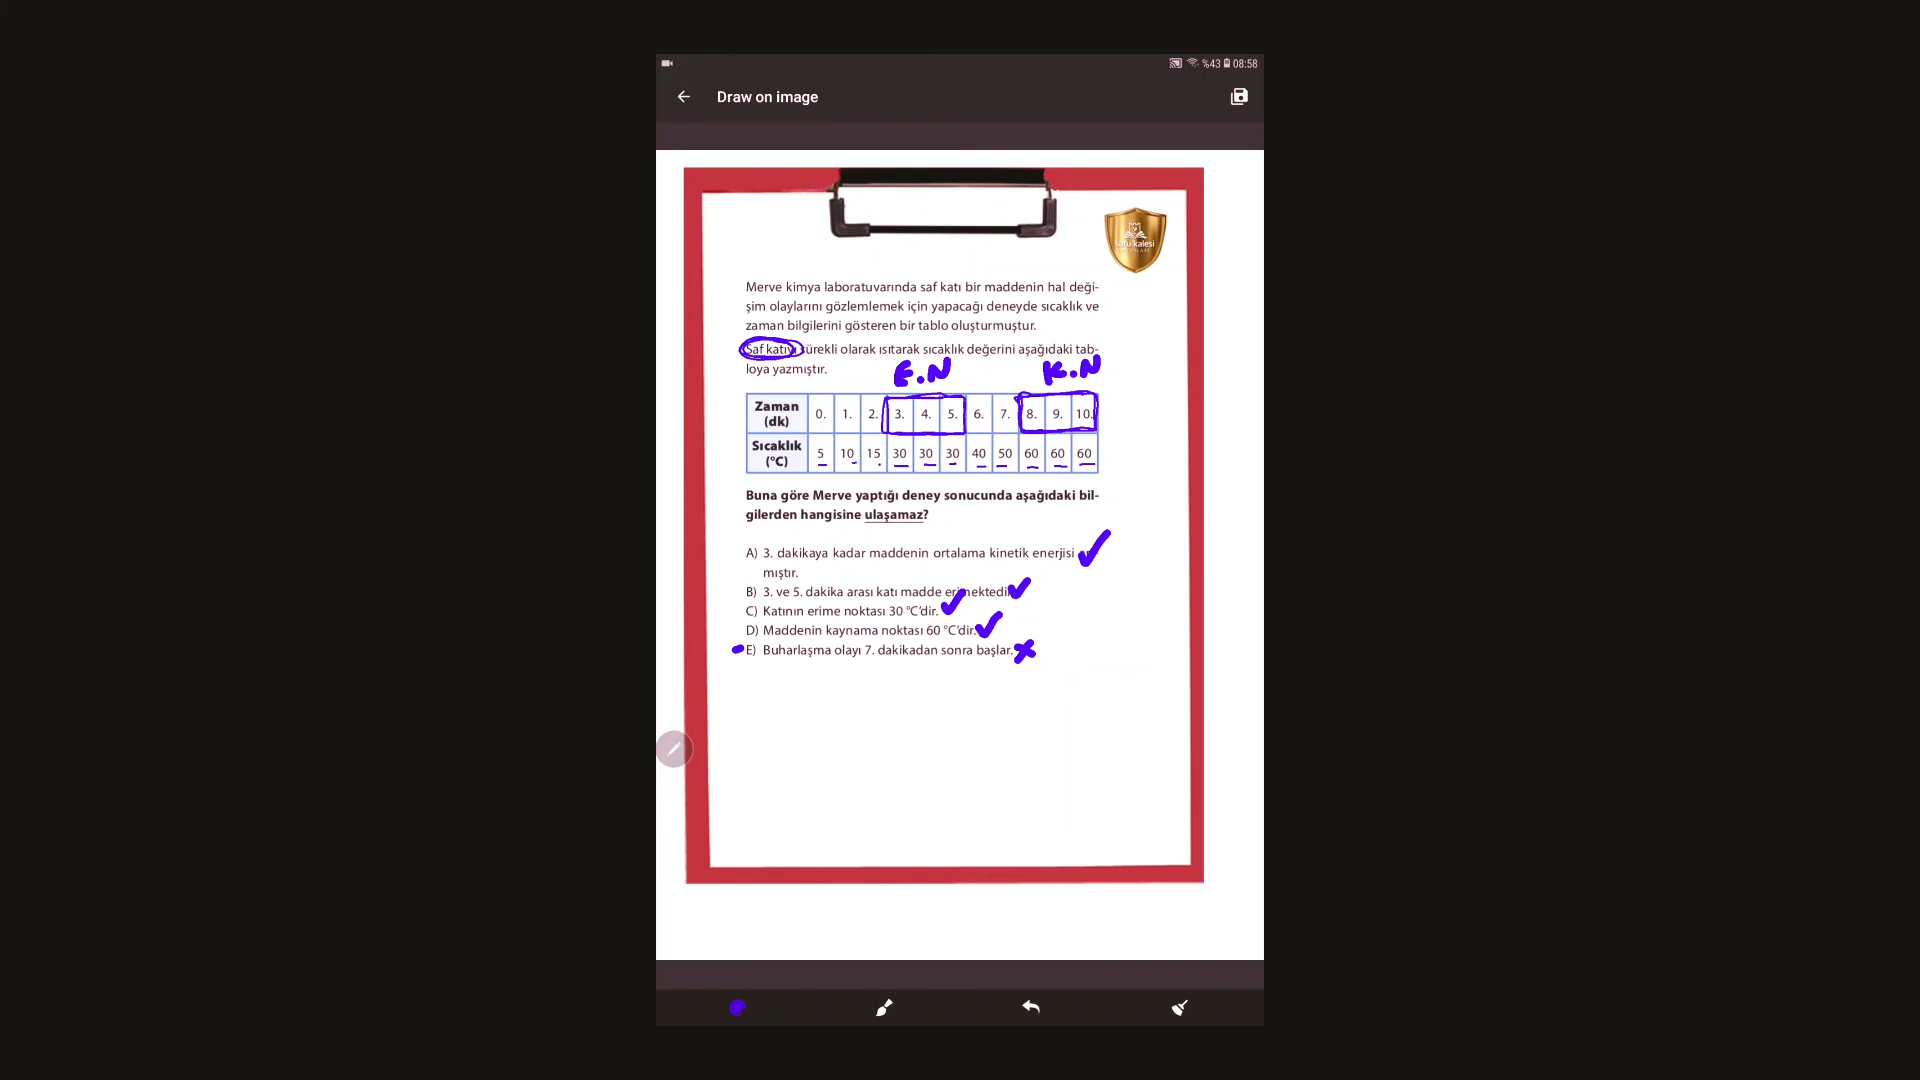 %43 08:58
Draw on image
soru kalesi
Merve kimya laboratuvarında saf katı bir maddenin hal deği-
şim olaylarını gözlemlemek için yapacağı deneyde sıcaklık ve
zaman bilgilerini gösteren bir tablo oluşturmuştur.
Saf katıyı sürekli olarak ısıtarak sıcaklık değerini aşağıdaki tab-
loya yazmıştır.
E.N K.N
Zaman (dk) 0. 1. 2. 3. 4. 5. 6. 7. 8. 9. 10.
Sıcaklık (°C) 5 10 15 30 30 30 40 50 60 60 60
Buna göre Merve yaptığı deney sonucunda aşağıdaki bil-
gilerden hangisine ulaşamaz?
A) 3. dakikaya kadar maddenin ortalama kinetik enerjisi
mıştır.
B) 3. ve 5. dakika arası katı madde erimektedir.
C) Katının erime noktası 30 °C'dir.
D) Maddenin kaynama noktası 60 °C'dir.
E) Buharlaşma olayı 7. dakikadan sonra başlar.